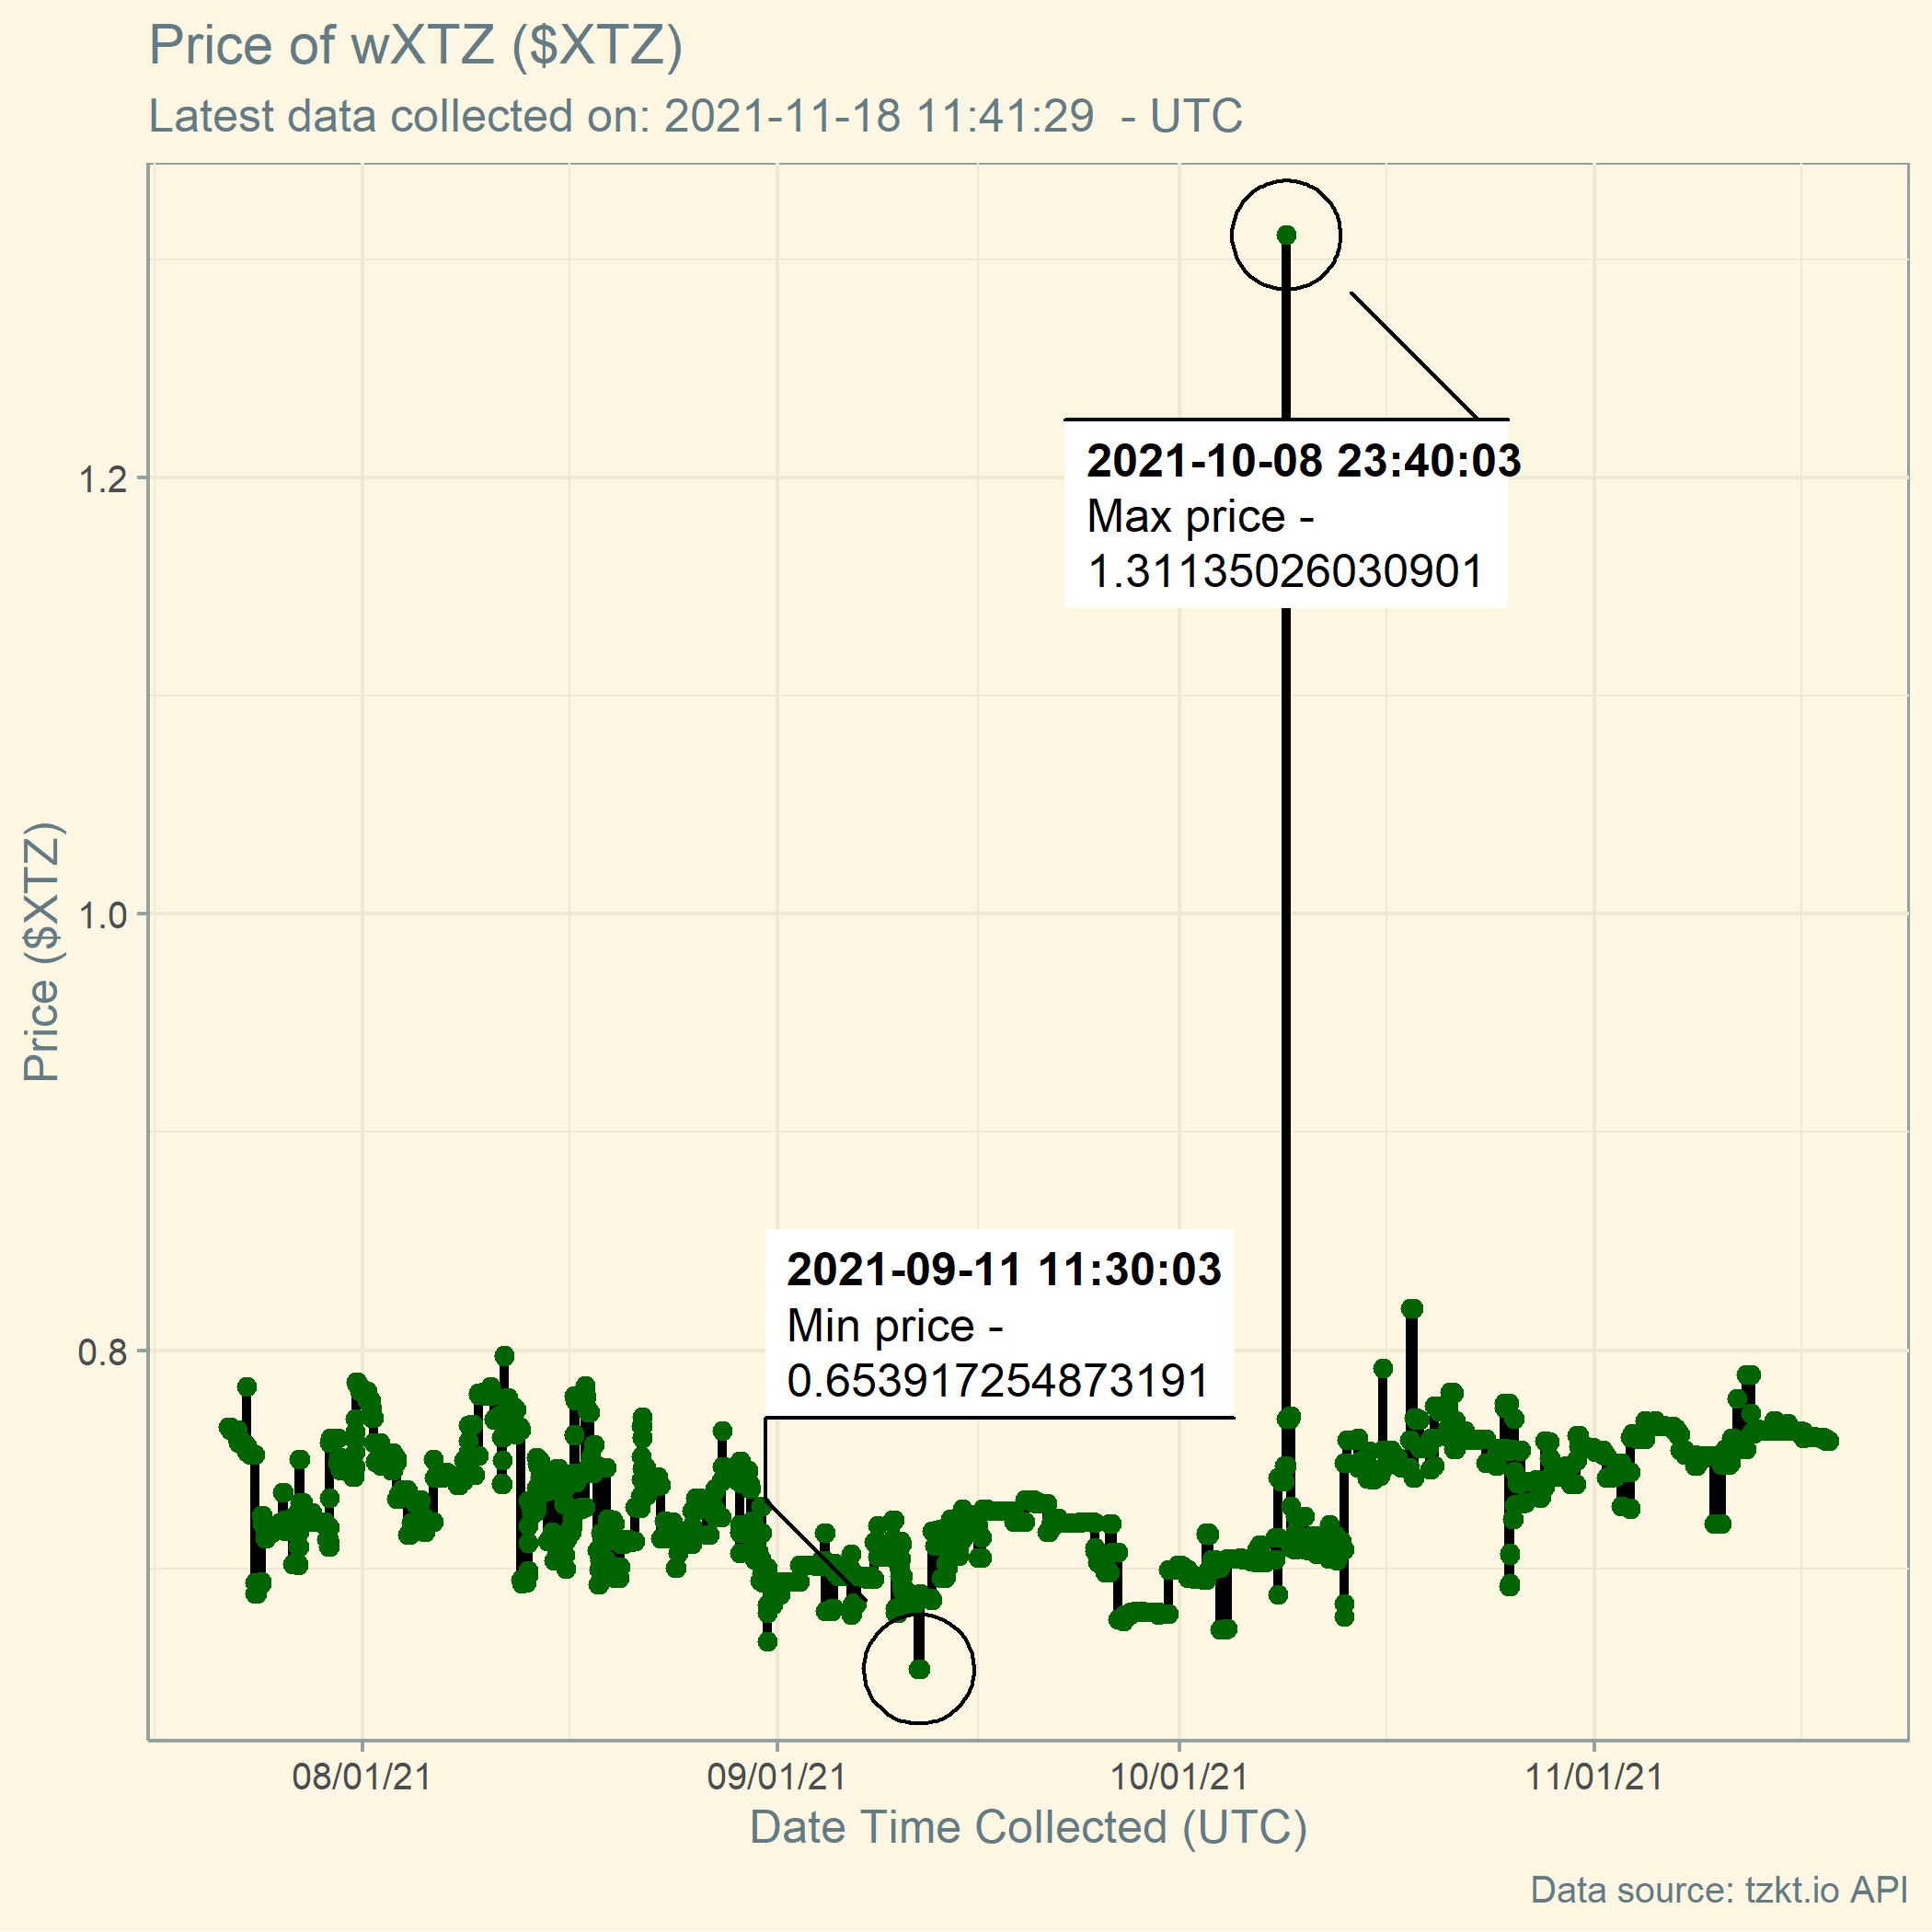 Price of wXTZ ($XTZ)
Latest data collected on: 2021-11-18 11:41:29  - UTC
Price ($XTZ)
1.2
1.0
0.8
2021-10-08 23:40:03
Max price -
1.31135026030901
2021-09-11 11:30:03
Min price -
0.653917254873191
08/01/21
09/01/21
10/01/21
11/01/21
Date Time Collected (UTC)
Data source: tzkt.io API